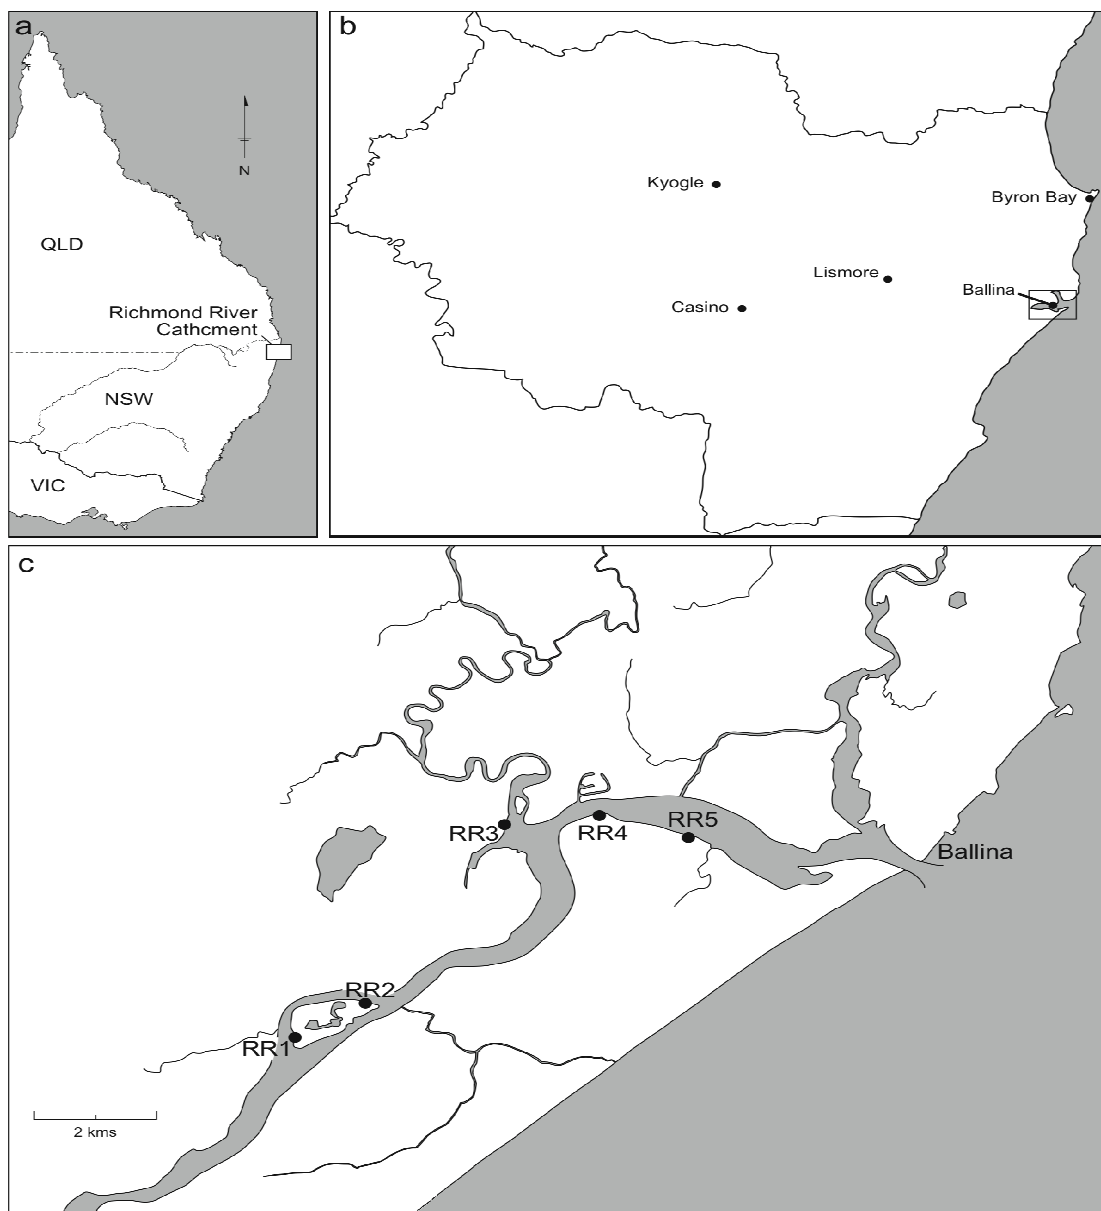 a
N
QLD
Richmond River
Cathcment
NSW
VIC
b
Kyogle
Byron Bay
Lismore
Ballina
Casino
c
RR3
RR4
RR5
Ballina
RR2
RR1
2 kms